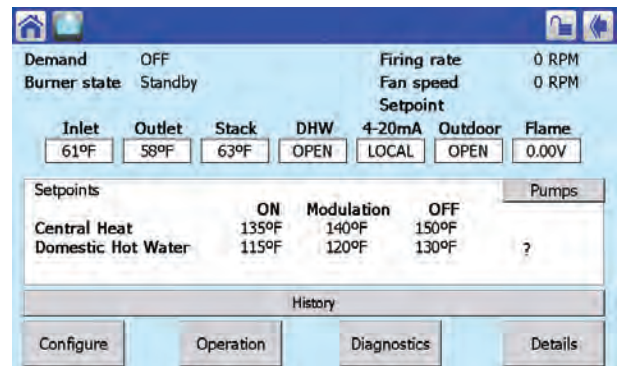 Demand OFF Firing rate 0 RPM
Burner state Standby Fan speed 0 RPM
Setpoint
Inlet Outlet Stack DHW 4-20mA Outdoor Flame
61ºF 58ºF 63ºF OPEN LOCAL OPEN 0.00V
Setpoints Pumps
ON Modulation OFF
Central Heat 135ºF 140ºF 150ºF
Domestic Hot Water 115ºF 120ºF 130ºF ?
History
Configure Operation Diagnostics Details